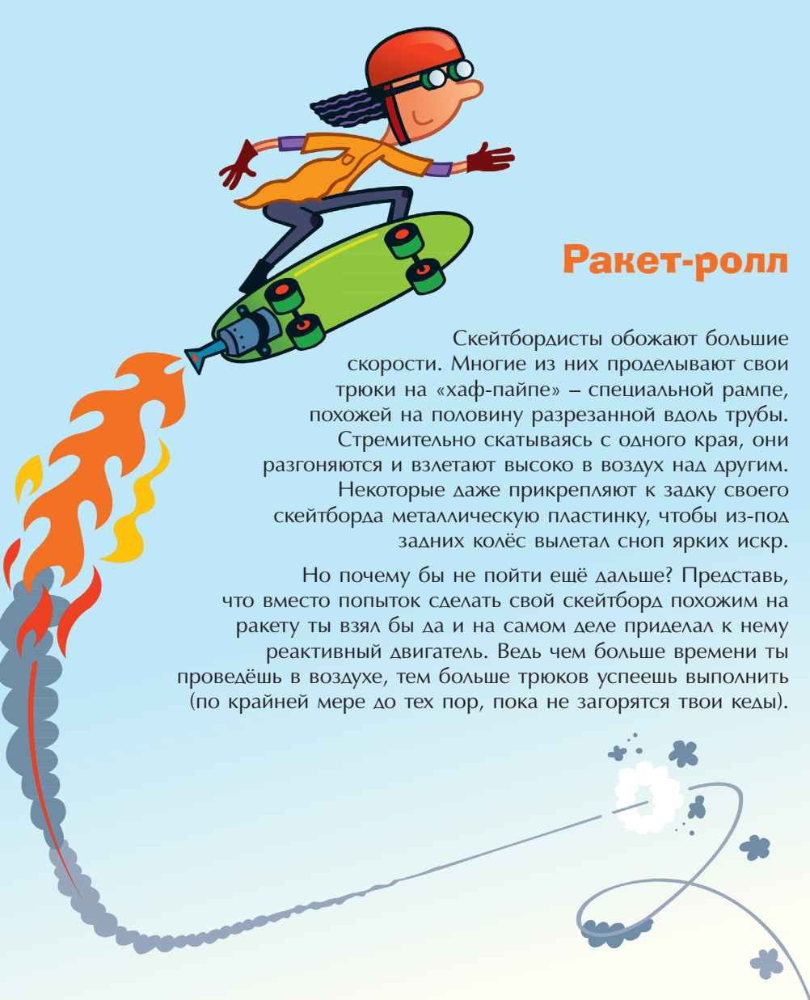 Ракет-ролл
Скейтбордисты обожают большие
скорости. Многие из них проделывают свои
трюки на «хаф-пайпе» – специальной рампе,
похожей на половину разрезанной вдоль трубы.
Стремительно скатываясь с одного края, они
разгоняются и взлетают высоко в воздух над другим.
Некоторые даже прикрепляют к задку своего
скейтборда металлическую пластинку, чтобы из-под
задних колёс вылетал сноп ярких искр.
Но почему бы не пойти ещё дальше? Представь,
что вместо попыток сделать свой скейтборд похожим на
ракету ты взял бы да и на самом деле приделал к нему
реактивный двигатель. Ведь чем больше времени ты
проведёшь в воздухе, тем больше трюков успеешь выполнить
(по крайней мере до тех пор, пока не загорятся твои кеды).